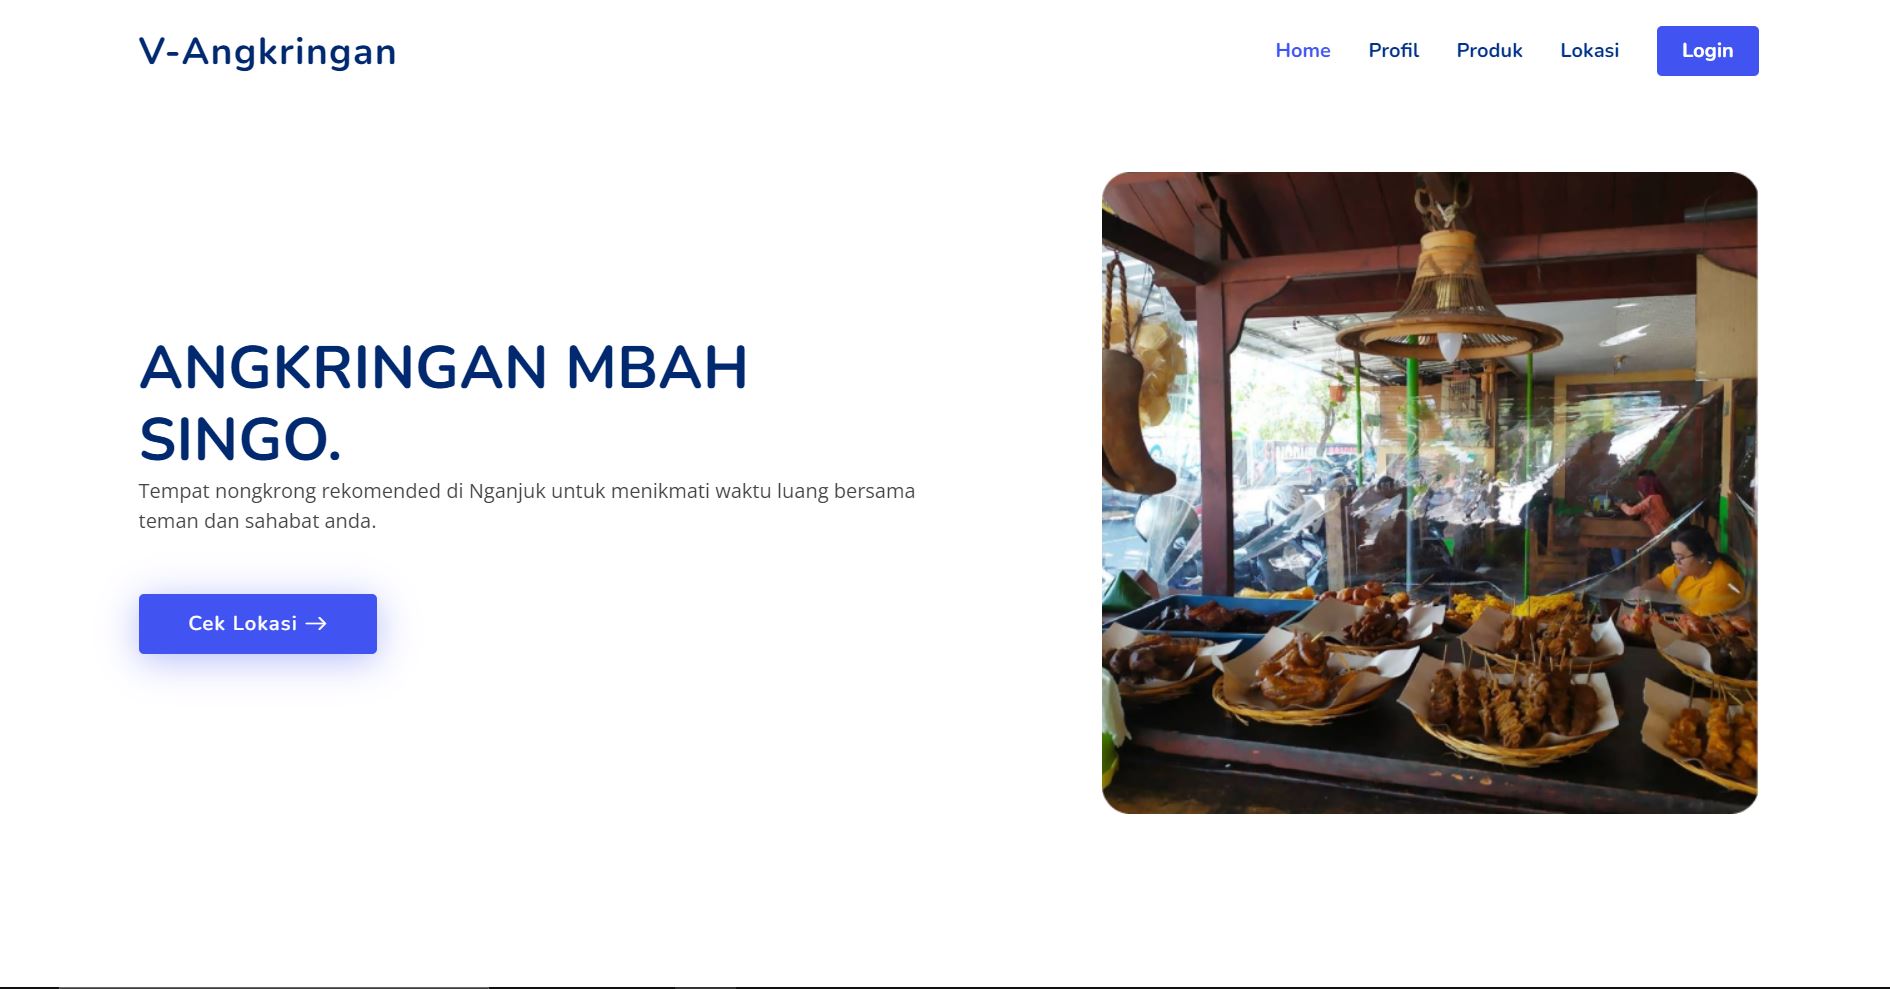 V-Angkringan
Home Profil Produk Lokasi Login
ANGKRINGAN MBAH
SINGO.
Tempat nongkrong rekomended di Nganjuk untuk menikmati waktu luang bersama
teman dan sahabat anda.
Cek Lokasi →